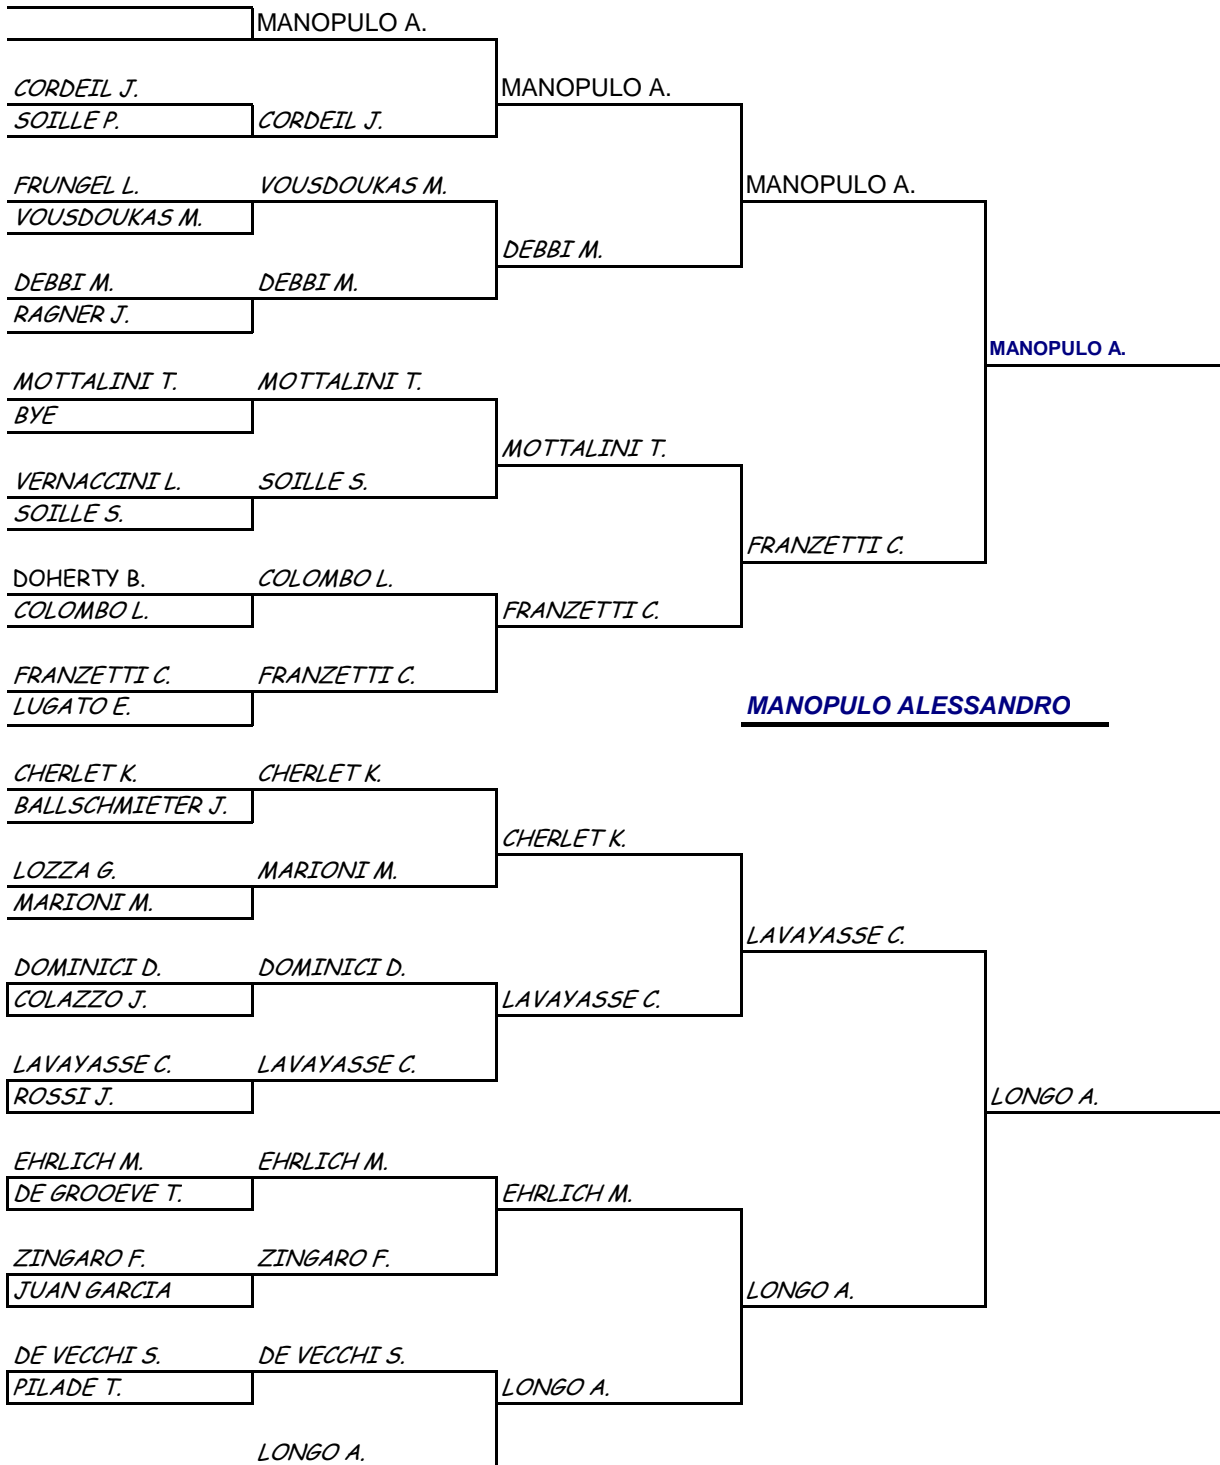 MANOPULO A.
CORDEIL J. MANOPULO A.
SOILLE P. CORDEIL J.
FRUNGEL L. VOUSDOUKAS M. MANOPULO A.
VOUSDOUKAS M.
DEBBI M.
DEBBI M. DEBBI M.
RAGNER J.
MANOPULO A.
MOTTALINI T. MOTTALINI T.
BYE
MOTTALINI T.
VERNACCINI L. SOILLE S.
SOILLE S.
FRANZETTI C.
DOHERTY B. COLOMBO L.
COLOMBO L. FRANZETTI C.
FRANZETTI C. FRANZETTI C.
LUGATO E. MANOPULO ALESSANDRO
CHERLET K. CHERLET K.
BALLSCHMIETER J.
CHERLET K.
LOZZA G. MARIONI M.
MARIONI M.
LAVAYASSE C.
DOMINICI D. DOMINICI D.
COLAZZO J. LAVAYASSE C.
LAVAYASSE C. LAVAYASSE C.
ROSSI J. LONGO A.
EHRLICH M. EHRLICH M.
DE GROOEVE T. EHRLICH M.
ZINGARO F. ZINGARO F.
JUAN GARCIA LONGO A.
DE VECCHI S. DE VECCHI S.
PILADE T. LONGO A.
LONGO A.